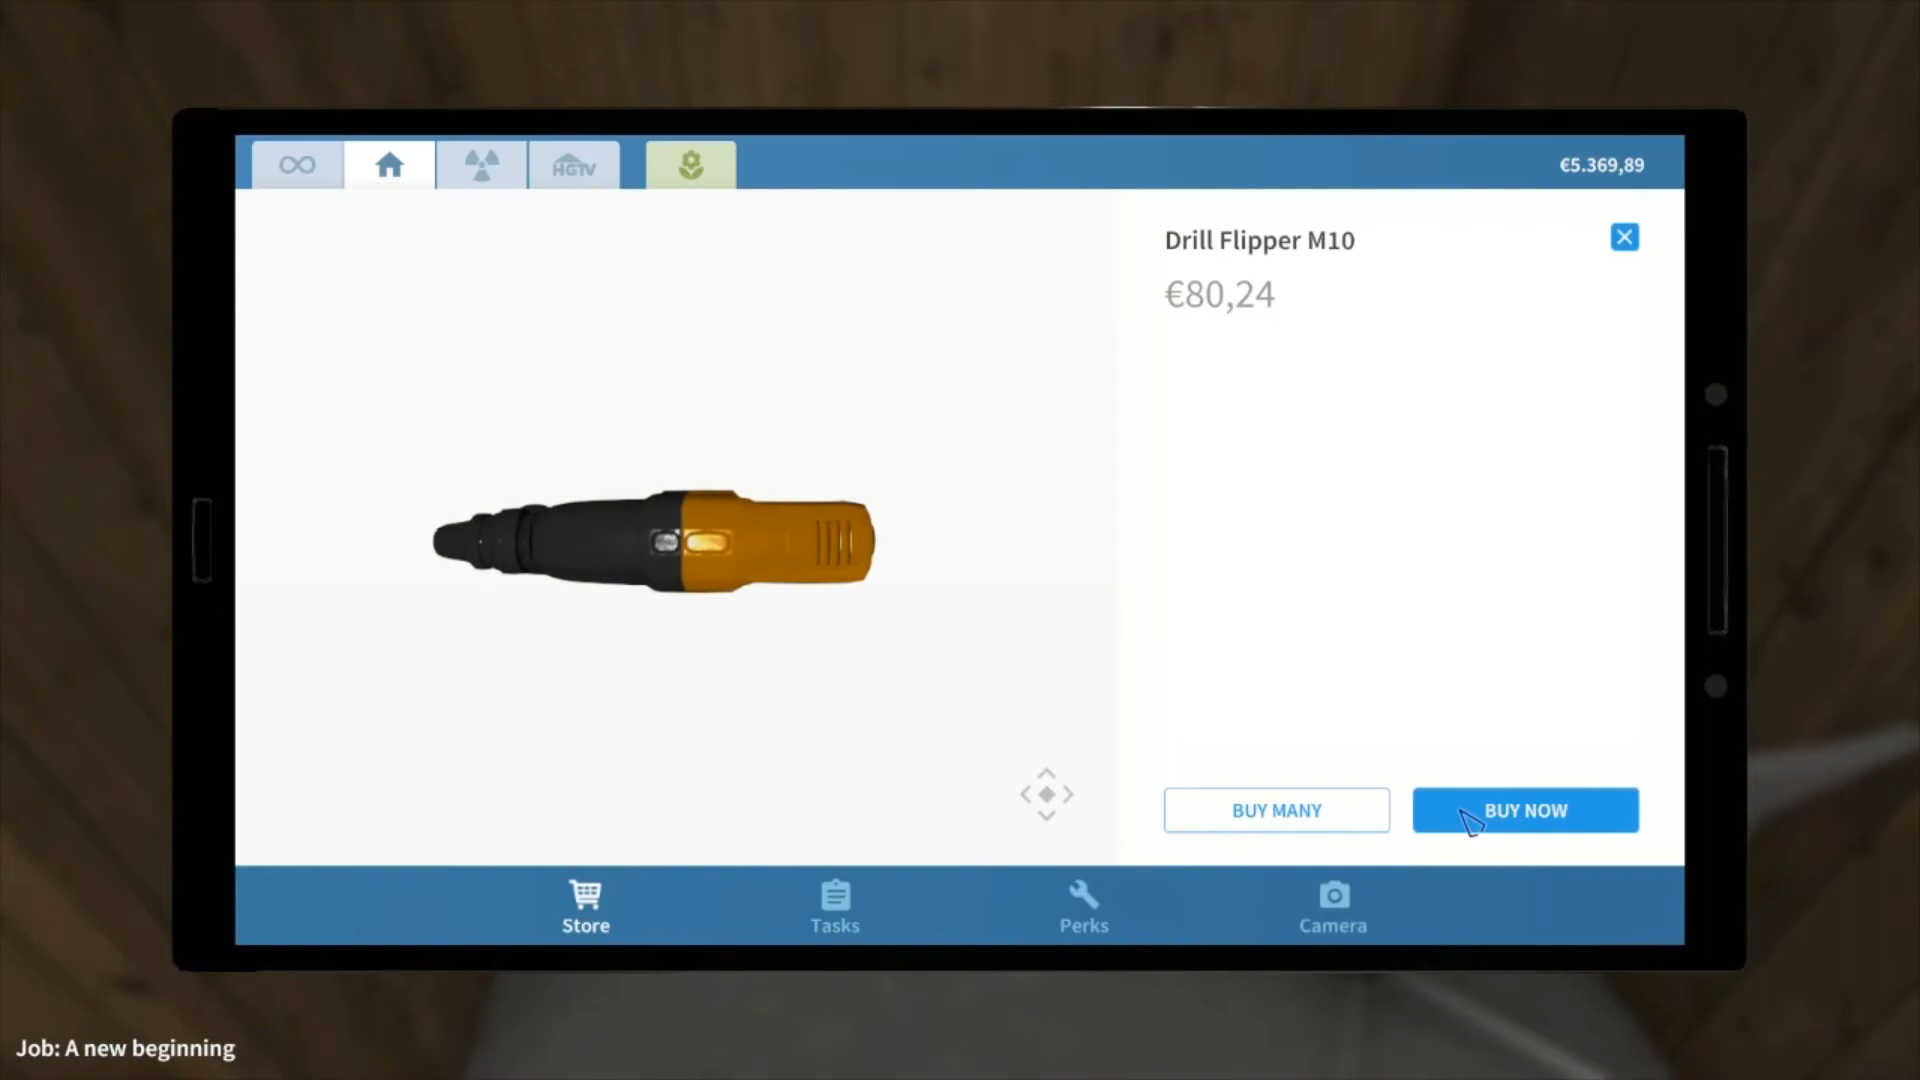 HGTV
€5.369,89
Drill Flipper M10
€80,24
BUY MANY
BUY NOW
Store
Tasks
Perks
Camera
Job: A new beginning